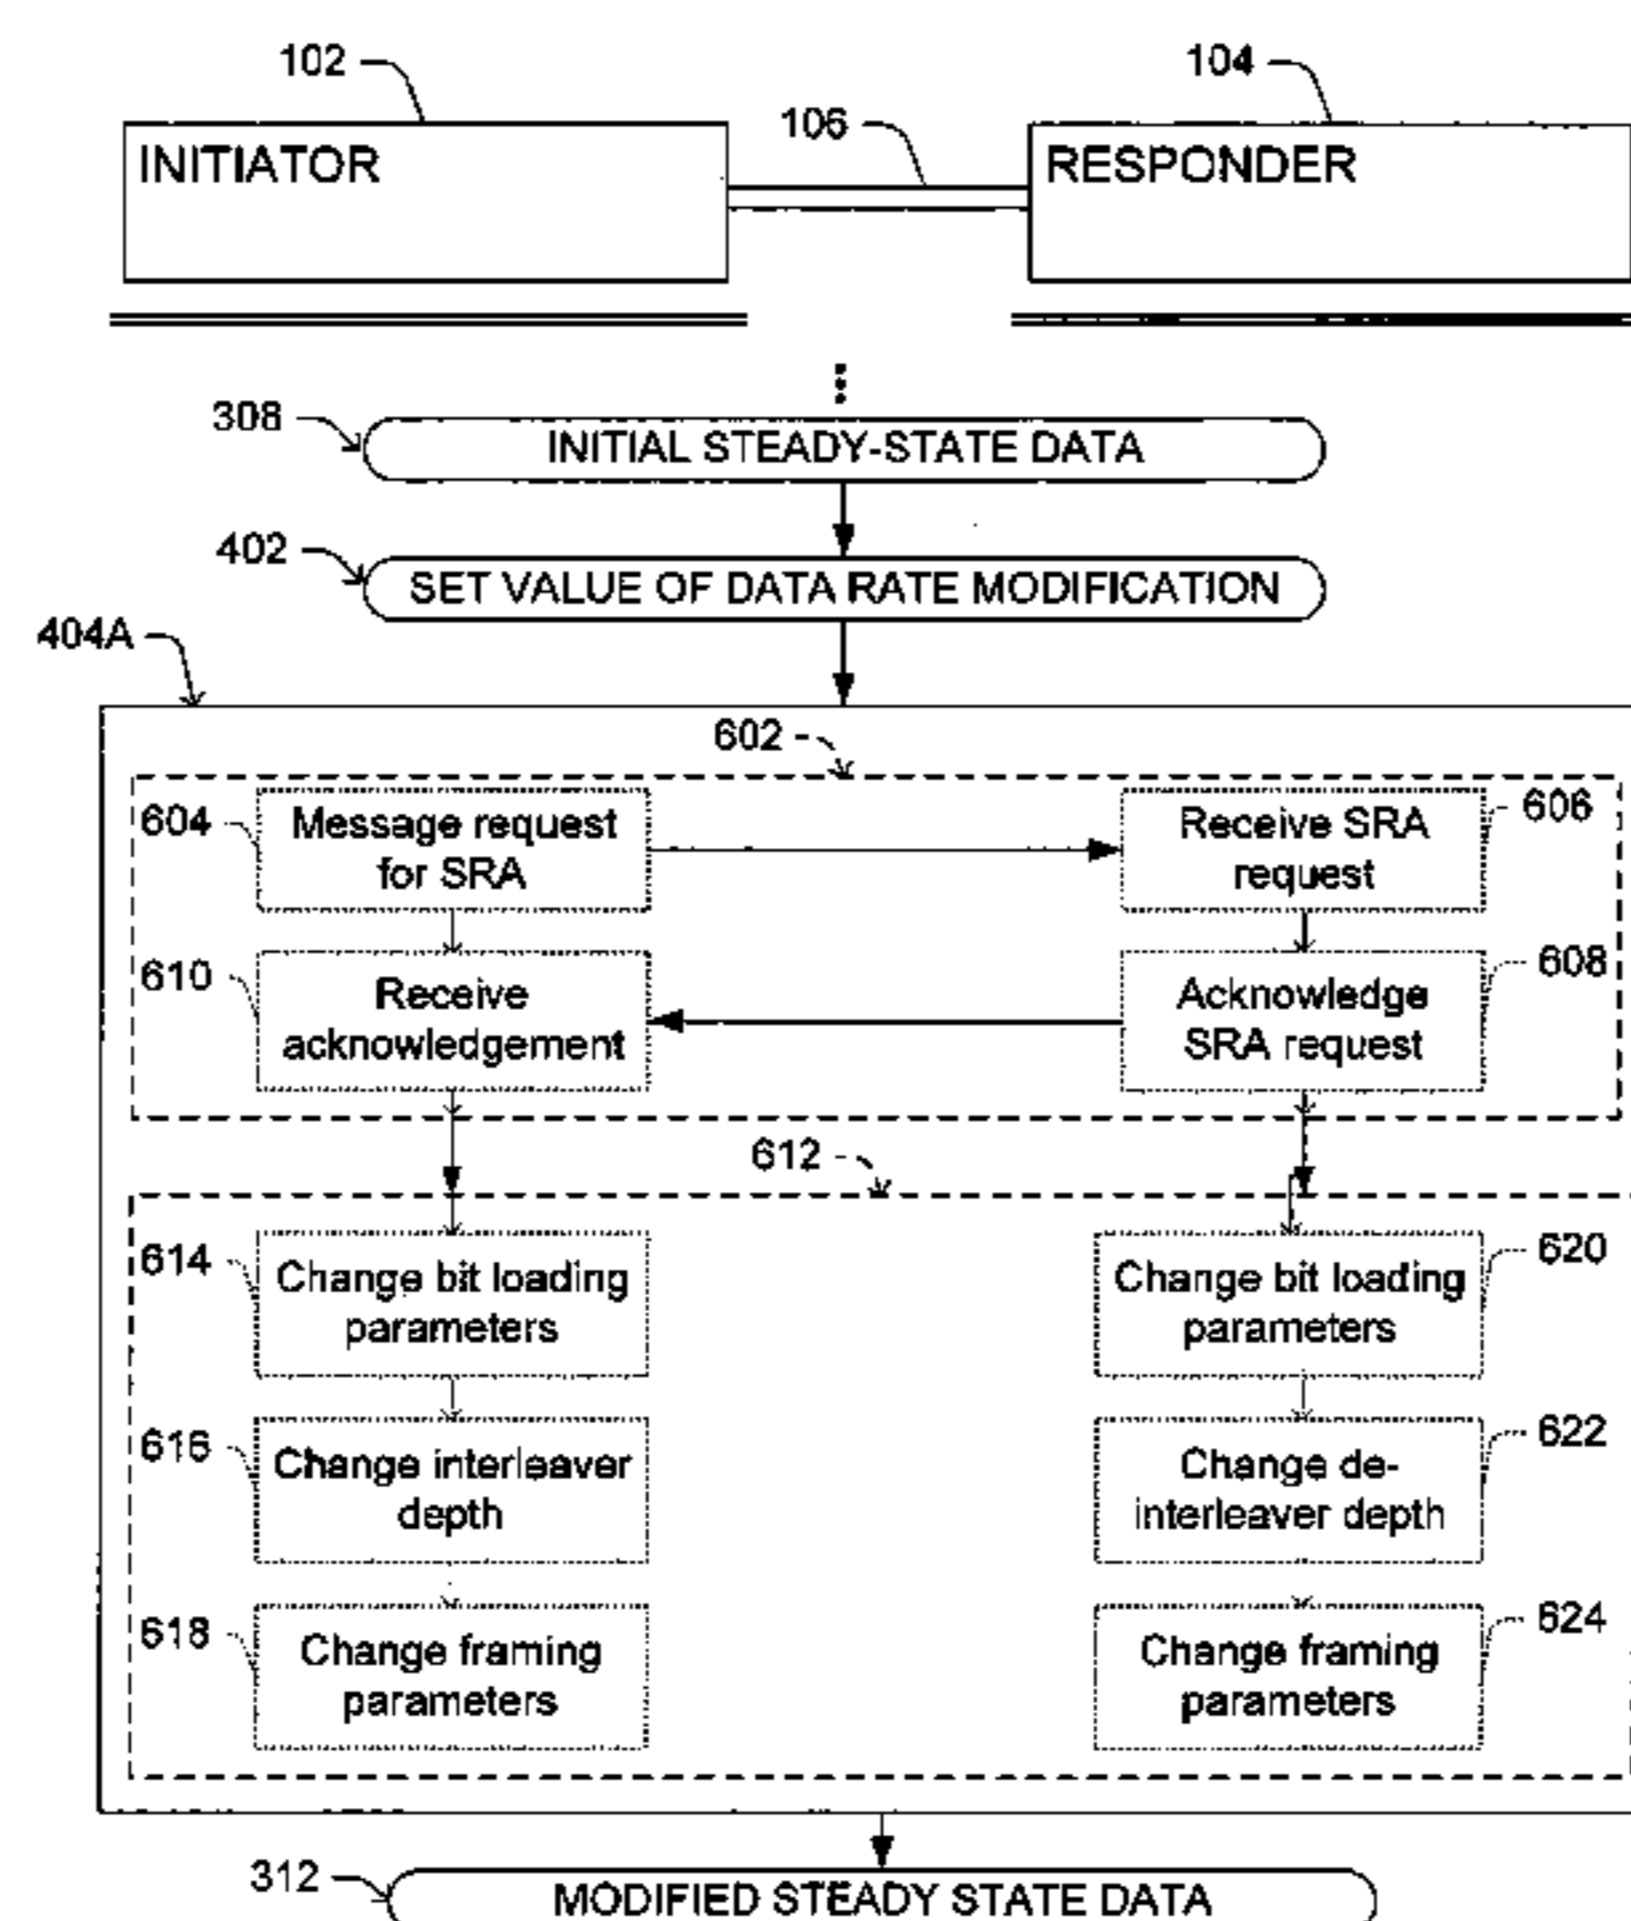 102
104
106
INITIATOR
RESPONDER
308
INITIAL STEADY-STATE DATA
402
SET VALUE OF DATA RATE MODIFICATION
404A
602
604
Message request
for SRA
Receive SRA
request
606
610
Receive
acknowledgement
Acknowledge
SRA request
608
612
614
Change bit loading
parameters
Change bit loading
parameters
620
616
Change interleaver
depth
Change de-
interleaver depth
622
618
Change framing
parameters
Change framing
parameters
624
312
MODIFIED STEADY STATE DATA